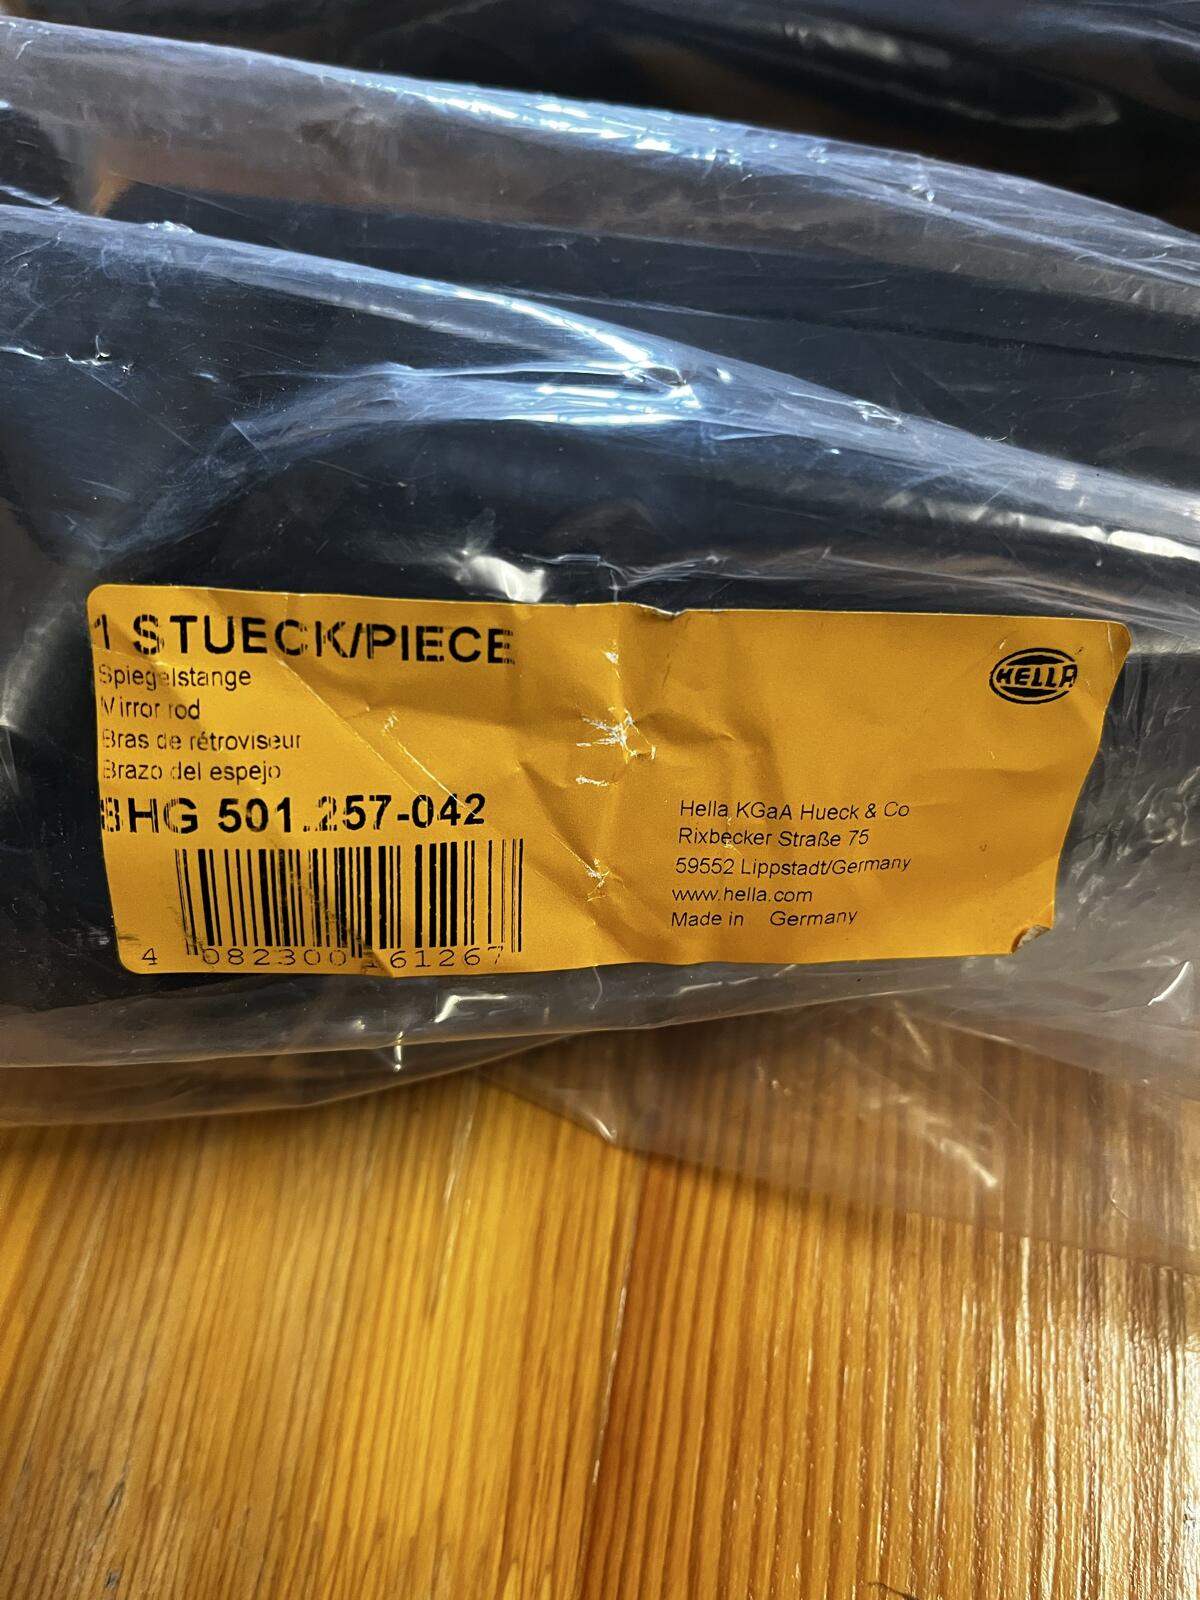 1 STUECK/PIECE
Spiegelstange
Mirror rod
Bras de rétroviseur
Brazo del espejo
8HG 501.257-042
4 082300 161267
HELLA
Hella KGaA Hueck & Co
Rixbecker Straße 75
59552 Lippstadt/Germany
www.hella.com
Made in Germany